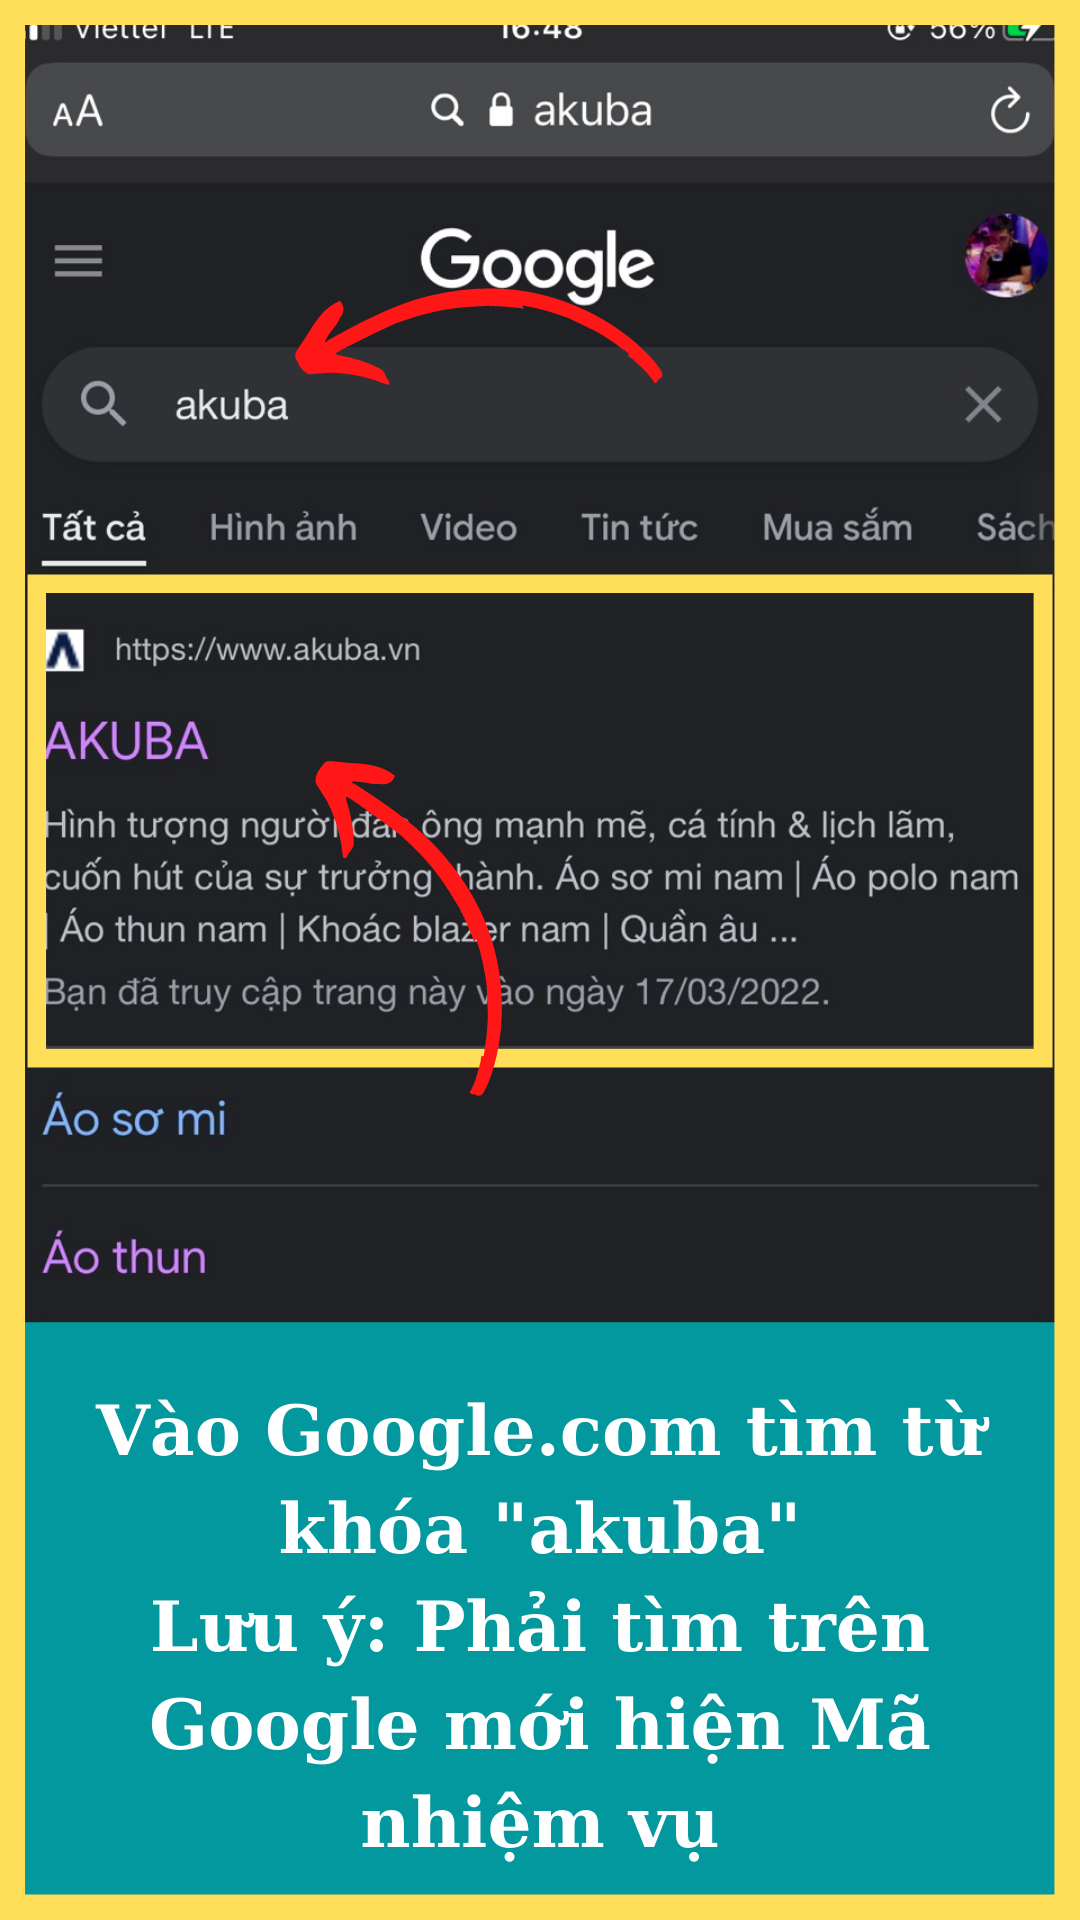 Viettel LTE 16:48 56%
AA akuba
Google
akuba
Tất cả Hình ảnh Video Tin tức Mua sắm Sách
https://www.akuba.vn
AKUBA
Hình tượng người đàn ông mạnh mẽ, cá tính & lịch lãm,
cuốn hút của sự trưởng thành. Áo sơ mi nam | Áo polo nam
| Áo thun nam | Khoác blazer nam | Quần âu ...
Bạn đã truy cập trang này vào ngày 17/03/2022.
Áo sơ mi
Áo thun
Vào Google.com tìm từ
khóa "akuba"
Lưu ý: Phải tìm trên
Google mới hiện Mã
nhiệm vụ